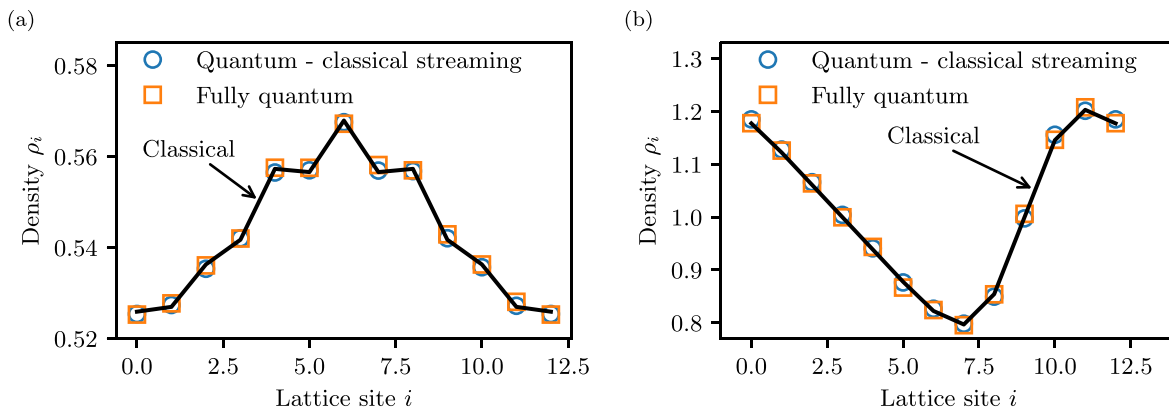 (a)
Quantum - classical streaming
Fully quantum
Classical
Density ρi
0.58
0.56
0.54
0.52
0.0
2.5
5.0
7.5
10.0
12.5
Lattice site i
(b)
Quantum - classical streaming
Fully quantum
Classical
Density ρi
1.3
1.2
1.1
1.0
0.9
0.8
0.0
2.5
5.0
7.5
10.0
12.5
Lattice site i